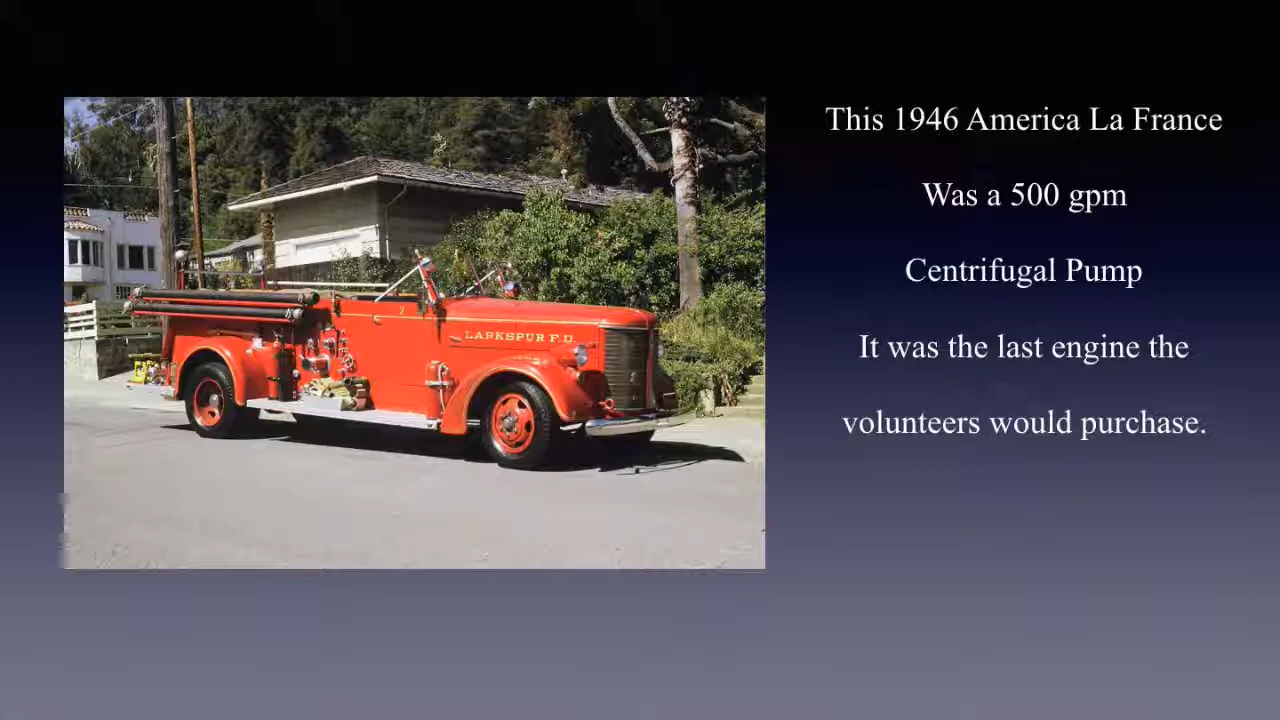 This 1946 America La France
Was a 500 gpm
Centrifugal Pump
It was the last engine the
volunteers would purchase.
2
LARKSPUR F.D.